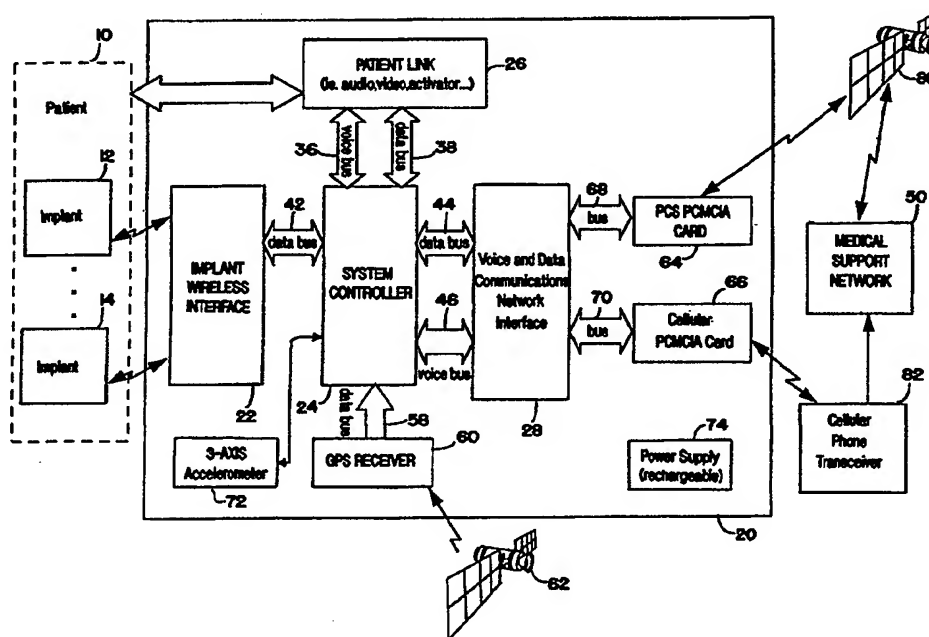 10
Patient
12
Implant
14
Implant
PATIENT LINK
(ie. audio,video,activator...)
26
36
voice bus
data bus
38
IMPLANT
WIRELESS
INTERFACE
22
42
data bus
SYSTEM
CONTROLLER
24
44
data bus
46
voice bus
Voice and Data
Communications
Network
Interface
28
68
bus
PCS PCMCIA
CARD
64
70
bus
66
Cellular
PCMCIA Card
80
50
MEDICAL
SUPPORT
NETWORK
82
Cellular
Phone
Transceiver
3-AXIS
Accelerometer
72
data bus
58
60
GPS RECEIVER
74
Power Supply
(rechargeable)
20
62